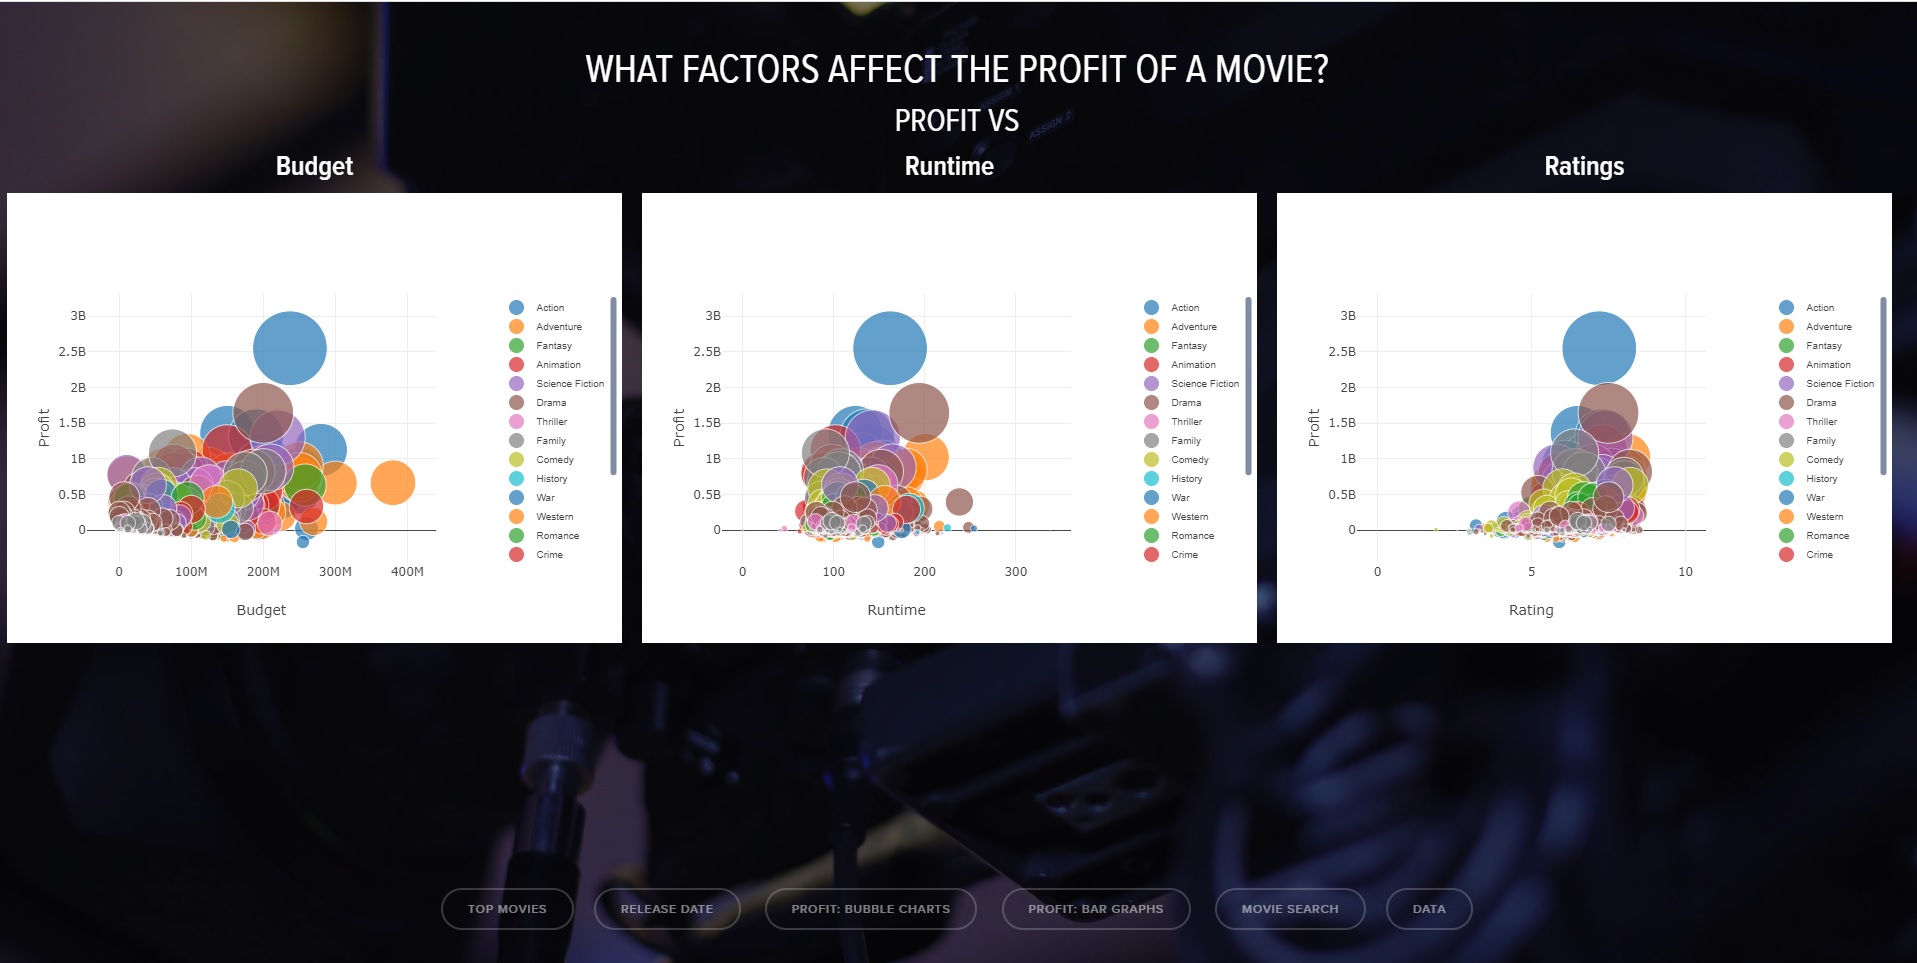 WHAT FACTORS AFFECT THE PROFIT OF A MOVIE?
PROFIT VS
Budget
Runtime
Ratings
3B
2.5B
2B
1.5B
1B
0.5B
0
Profit
0 100M 200M 300M 400M
Budget
Action
Adventure
Fantasy
Animation
Science Fiction
Drama
Thriller
Family
Comedy
History
War
Western
Romance
Crime
3B
2.5B
2B
1.5B
1B
0.5B
0
Profit
0 100 200 300
Runtime
Action
Adventure
Fantasy
Animation
Science Fiction
Drama
Thriller
Family
Comedy
History
War
Western
Romance
Crime
3B
2.5B
2B
1.5B
1B
0.5B
0
Profit
0 5 10
Rating
Action
Adventure
Fantasy
Animation
Science Fiction
Drama
Thriller
Family
Comedy
History
War
Western
Romance
Crime
ASSIGN 2
TOP MOVIES
RELEASE DATE
PROFIT: BUBBLE CHARTS
PROFIT: BAR GRAPHS
MOVIE SEARCH
DATA